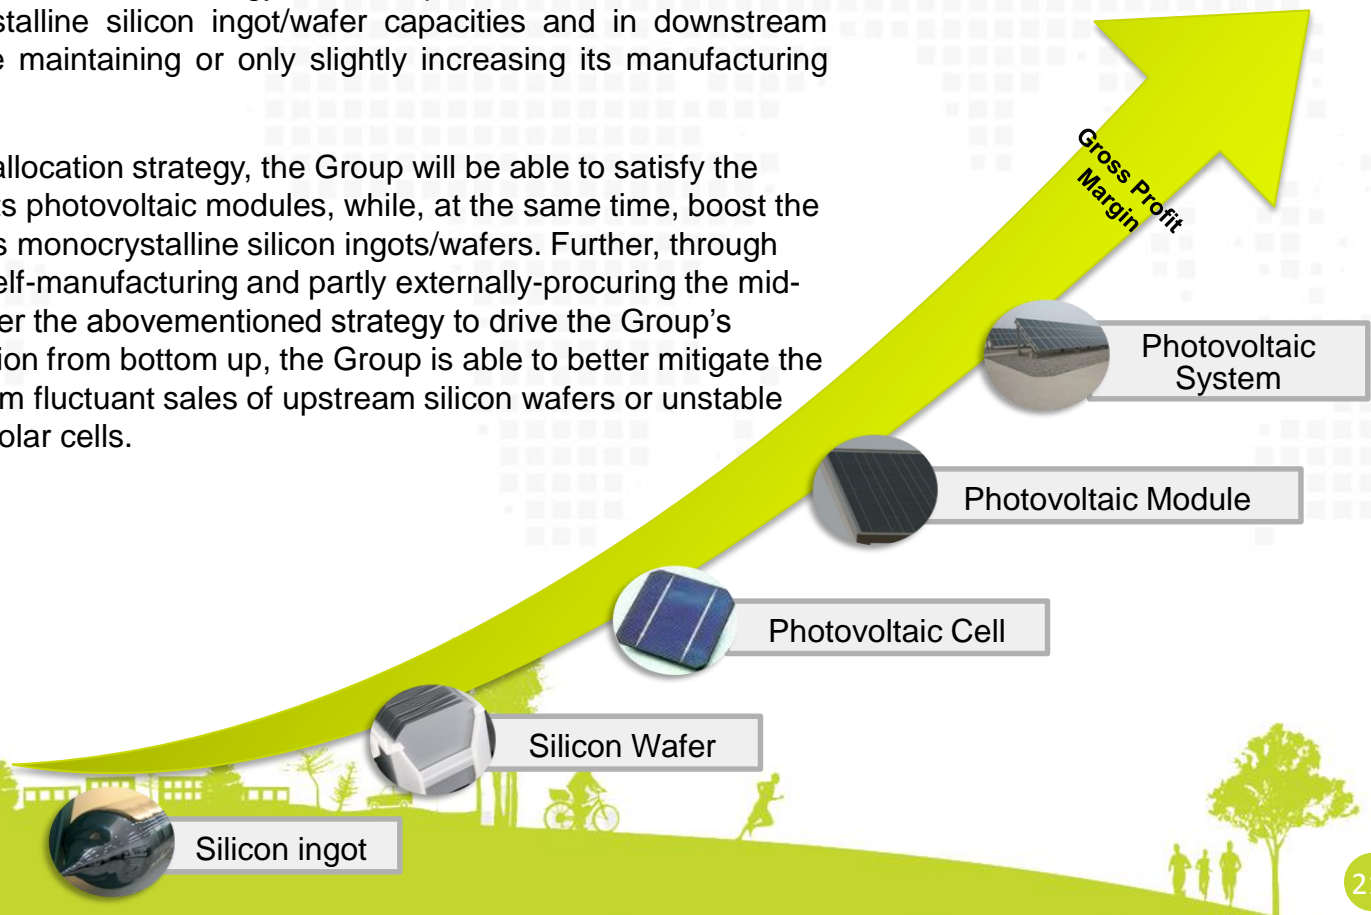 stalline silicon ingot/wafer capacities and in downstream
e maintaining or only slightly increasing its manufacturing
allocation strategy, the Group will be able to satisfy the
ts photovoltaic modules, while, at the same time, boost the
s monocrystalline silicon ingots/wafers. Further, through
elf-manufacturing and partly externally-procuring the mid-
er the abovementioned strategy to drive the Group's
ion from bottom up, the Group is able to better mitigate the
m fluctuant sales of upstream silicon wafers or unstable
olar cells.
Gross Profit
Margin
Photovoltaic
System
Photovoltaic Module
Photovoltaic Cell
Silicon Wafer
Silicon ingot